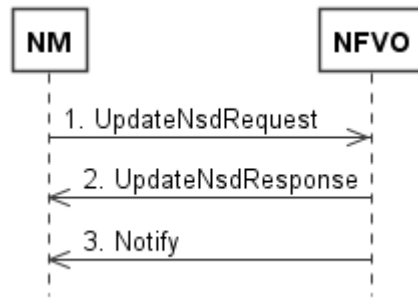 NM
NFVO
1. UpdateNsdRequest
2. UpdateNsdResponse
3. Notify